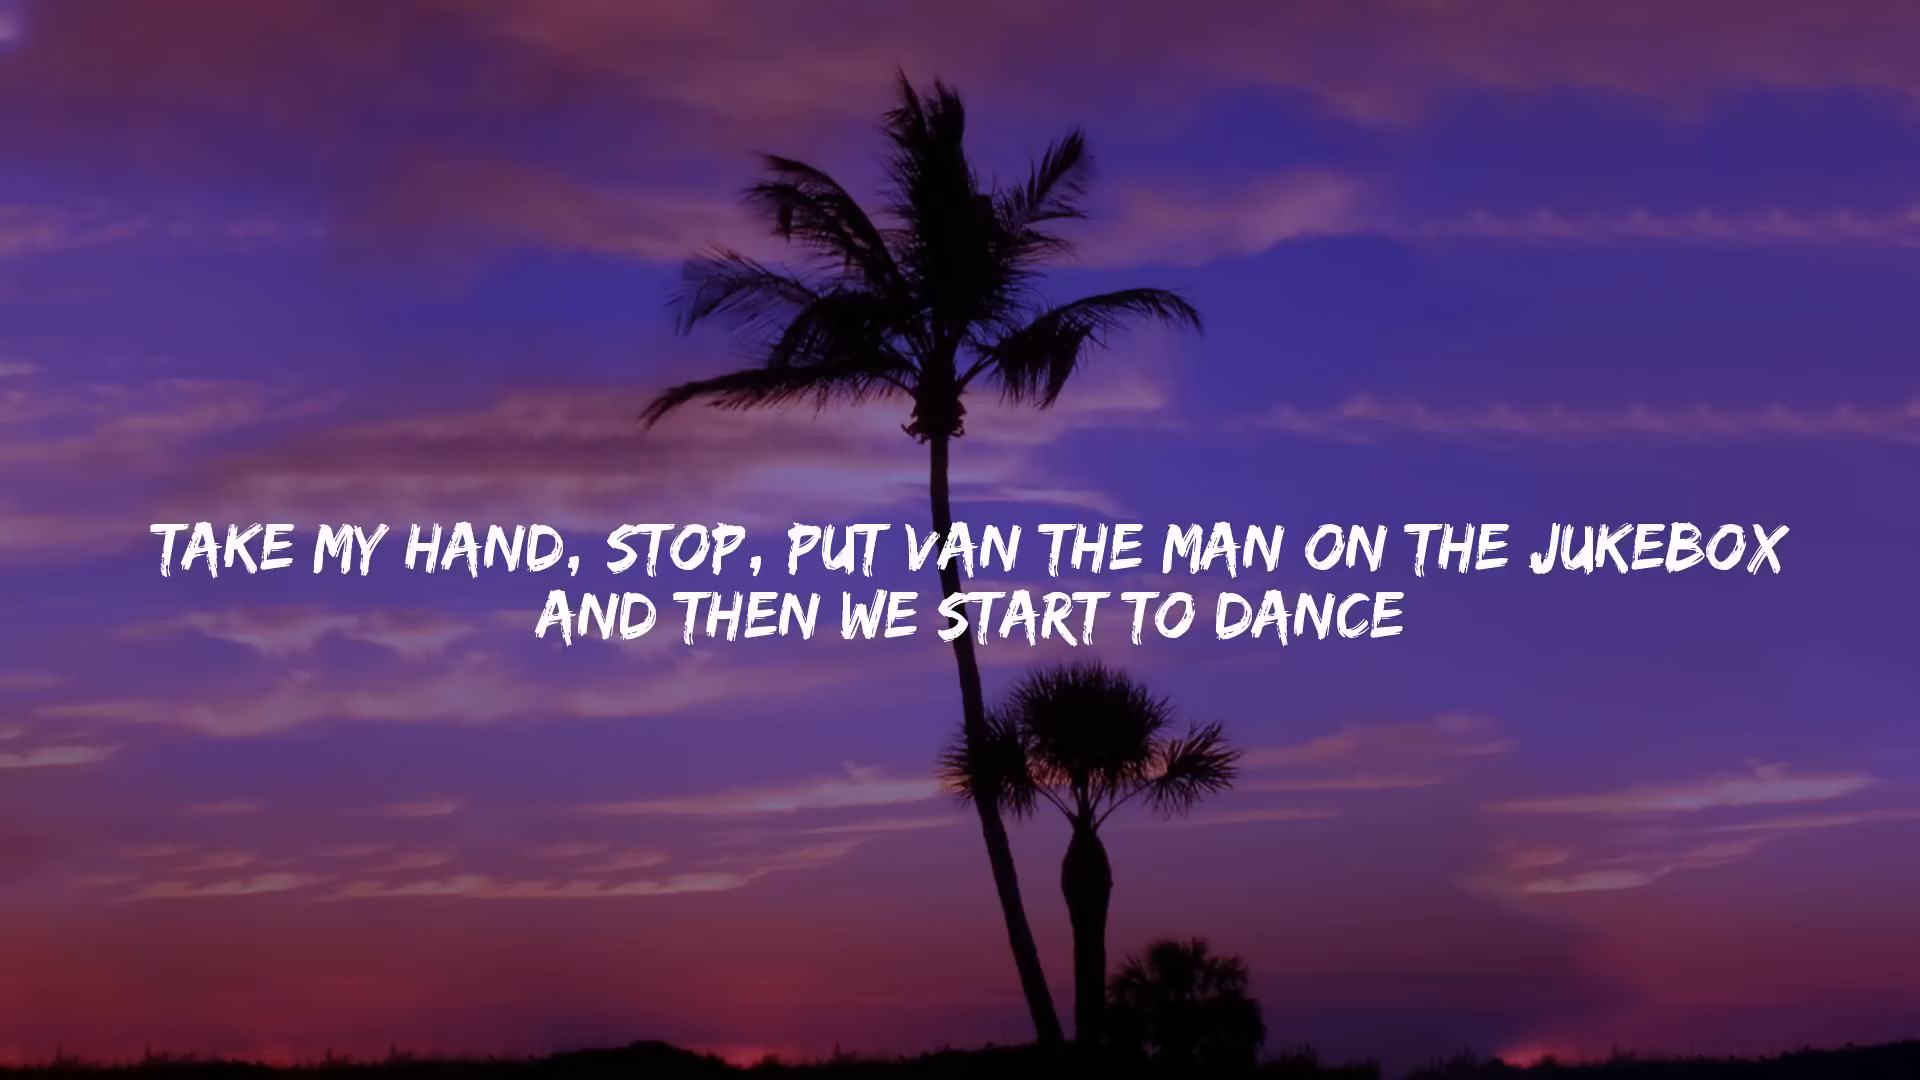 TAKE MY HAND, STOP, PUT VAN THE MAN ON THE JUKEBOX
AND THEN WE START TO DANCE